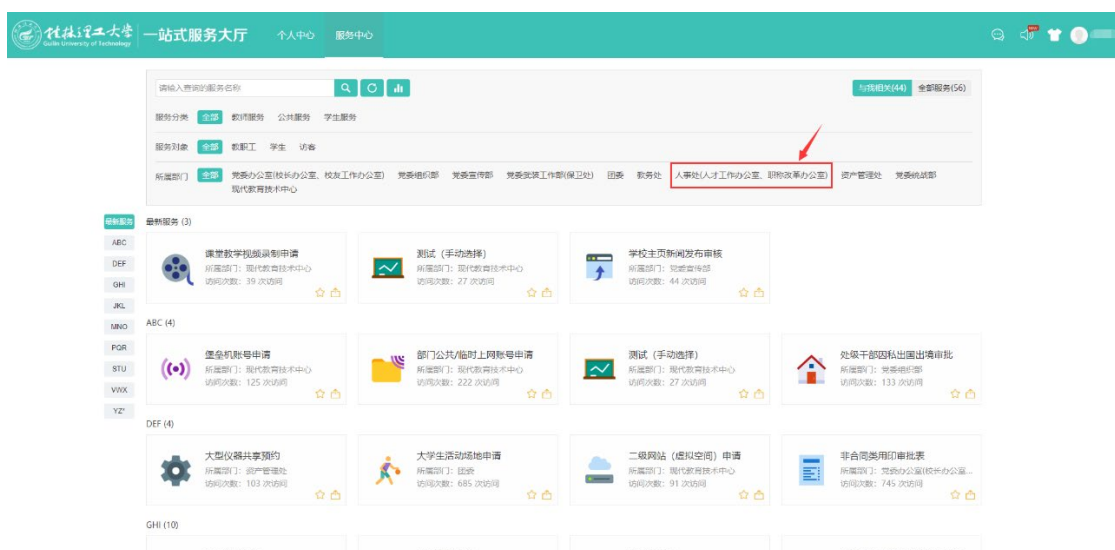 桂林理工大学
Guilin University of Technology
一站式服务大厅
个人中心
服务中心
请输入查询的服务名称
与我相关(44)
全部服务(56)
服务分类 全部 教师服务 公共服务 学生服务
服务对象 全部 教职工 学生 访客
所属部门 全部 党委办公室(校长办公室、校友工作办公室) 党委组织部 党委宣传部 党委武装工作部(保卫处) 团委 教务处 人事处(人才工作办公室、职称改革办公室) 资产管理处 党委统战部
现代教育技术中心
最新服务
ABC
DEF
GHI
JKL
MNO
PQR
STU
VWX
YZ*
最新服务 (3)
课堂教学视频录制申请
所属部门：现代教育技术中心
访问次数：39 次访问
测试（手动选择）
所属部门：现代教育技术中心
访问次数：27 次访问
学校主页新闻发布审核
所属部门：党委宣传部
访问次数：44 次访问
ABC (4)
堡垒机账号申请
所属部门：现代教育技术中心
访问次数：125 次访问
部门公共/临时上网账号申请
所属部门：现代教育技术中心
访问次数：222 次访问
测试（手动选择）
所属部门：现代教育技术中心
访问次数：27 次访问
处级干部因私出国出境审批
所属部门：党委组织部
访问次数：133 次访问
DEF (4)
大型仪器共享预约
所属部门：资产管理处
访问次数：103 次访问
大学生活动场地申请
所属部门：团委
访问次数：685 次访问
二级网站（虚拟空间）申请
所属部门：现代教育技术中心
访问次数：91 次访问
非合同类用印审批表
所属部门：党委办公室(校长办公室...
访问次数：745 次访问
GHI (10)